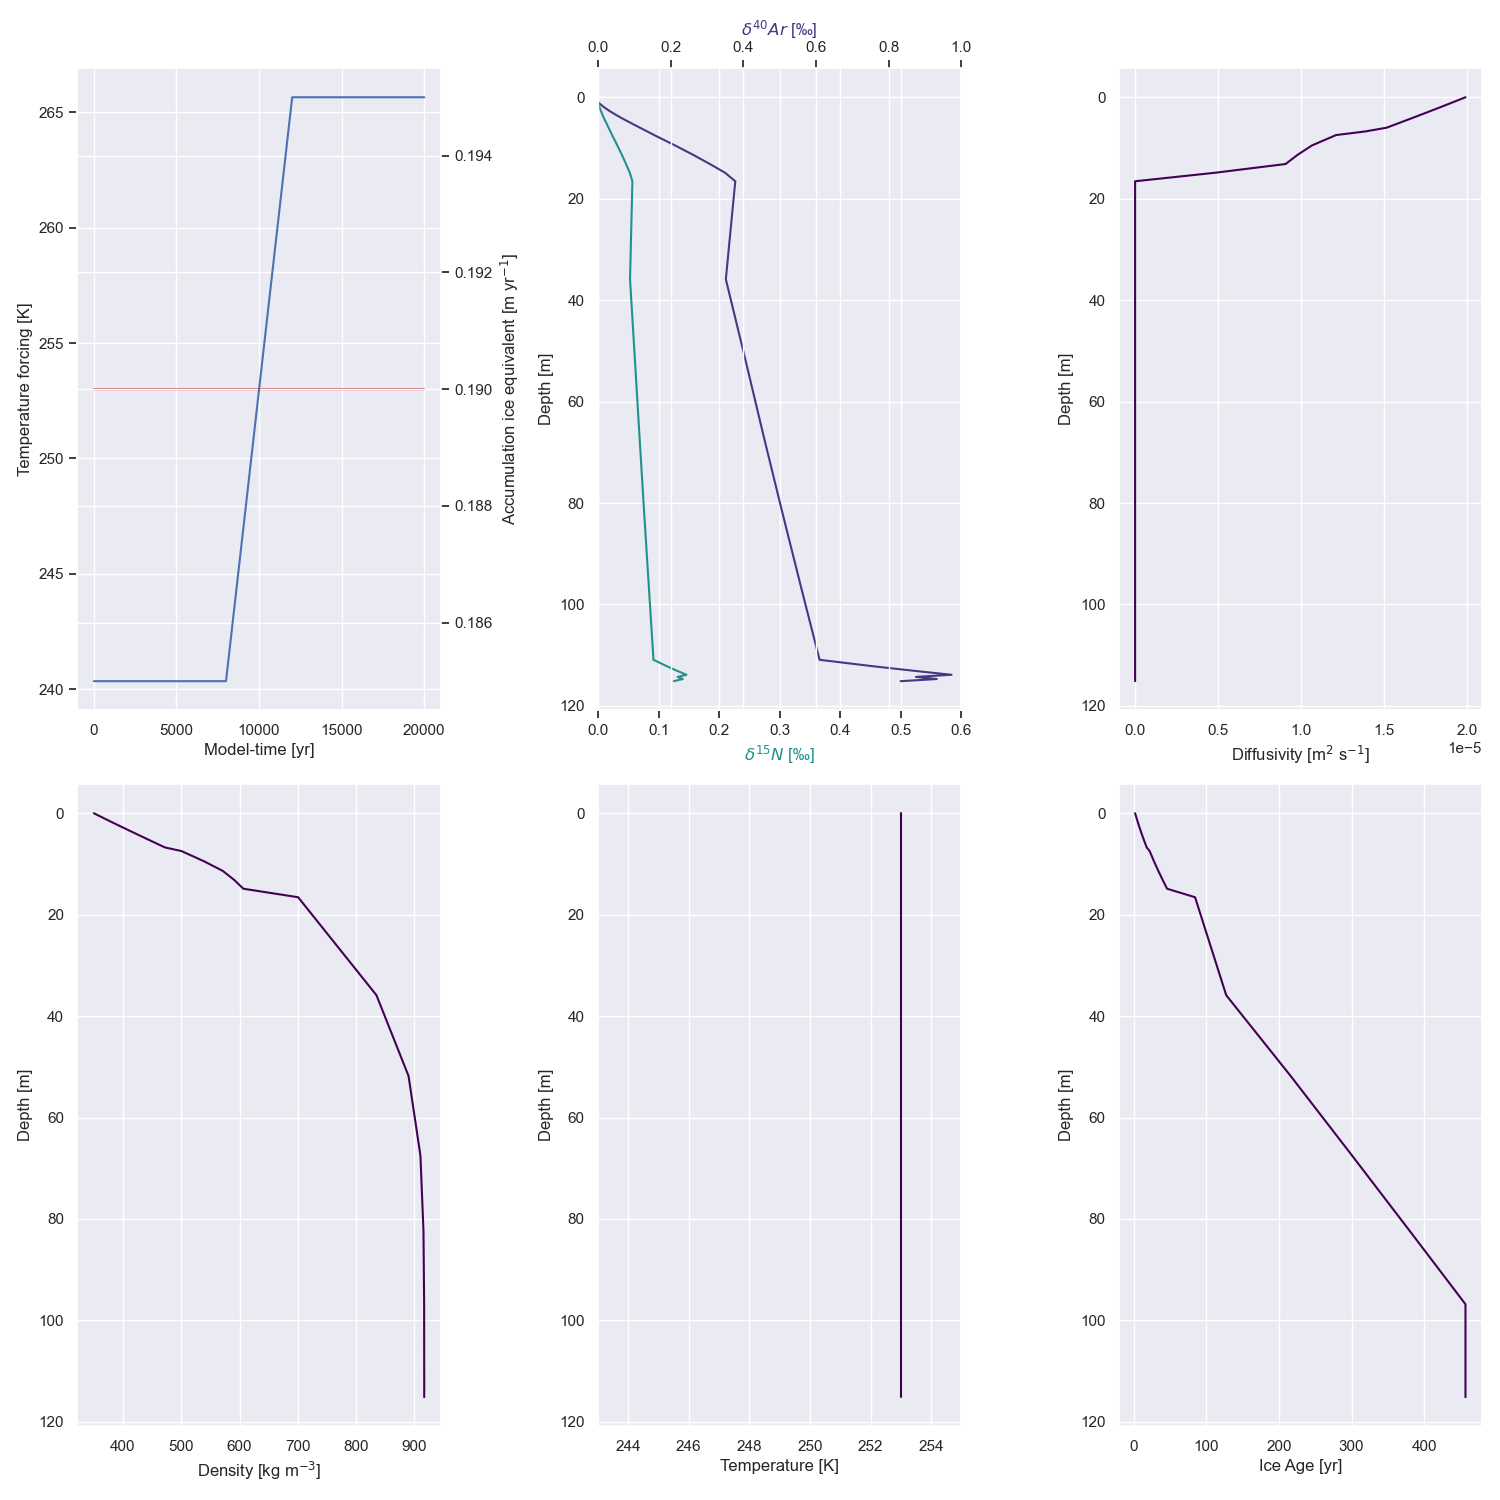 δ⁴⁰Ar [‰]
0.0 0.2 0.4 0.6 0.8 1.0
265
260
255
250
245
240
Temperature forcing [K]
0.194
0.192
0.190
0.188
0.186
Accumulation ice equivalent [m yr⁻¹]
0 5000 10000 15000 20000
Model-time [yr]
0
20
40
60
80
100
120
Depth [m]
0.0 0.1 0.2 0.3 0.4 0.5 0.6
δ¹⁵N [‰]
0
20
40
60
80
100
120
Depth [m]
0.0 0.5 1.0 1.5 2.0
1e−5
Diffusivity [m² s⁻¹]
0
20
40
60
80
100
120
Depth [m]
400 500 600 700 800 900
Density [kg m⁻³]
0
20
40
60
80
100
120
Depth [m]
244 246 248 250 252 254
Temperature [K]
0
20
40
60
80
100
120
Depth [m]
0 100 200 300 400
Ice Age [yr]